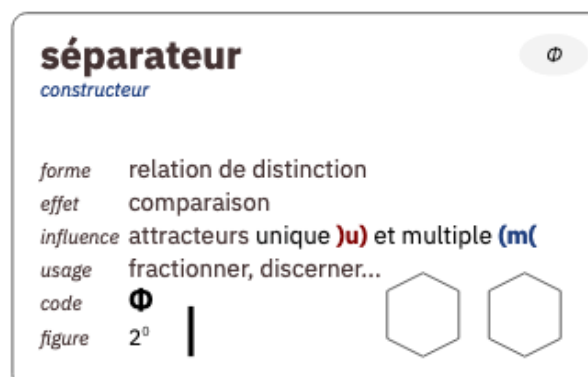 séparateur
Φ
constructeur
forme relation de distinction
effet comparaison
influence attracteurs unique )u) et multiple (m(
usage fractionner, discerner...
code Φ
figure 2⁰ |